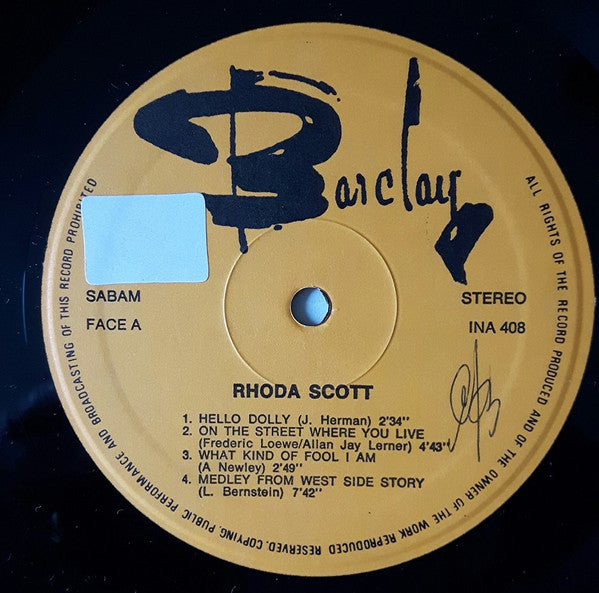 Barclay
SABAM
STEREO
FACE A
INA 408
RHODA SCOTT
1. HELLO DOLLY (J. Herman) 2'34"
2. ON THE STREET WHERE YOU LIVE
(Frederic Loewe/Allan Jay Lerner) 4'43"
3. WHAT KIND OF FOOL I AM
(A Newley) 2'49"
4. MEDLEY FROM WEST SIDE STORY
(L. Bernstein) 7'42"
ALL RIGHTS OF THE RECORD PRODUCED AND OF THE OWNER OF THE WORK REPRODUCED RESERVED. COPYING. PUBLIC PERFORMANCE AND BROADCASTING OF THIS RECORD PROHIBITED